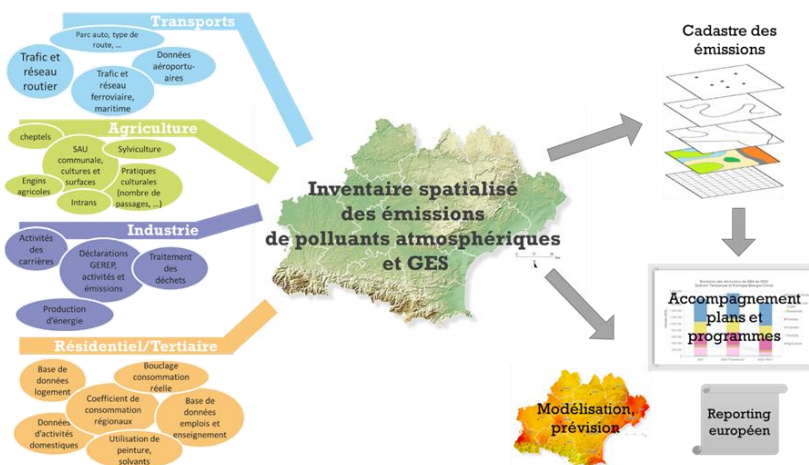 Transports
Parc auto, type de
route, ...
Trafic et
réseau
routier
Trafic et
réseau
ferroviaire,
maritime
Données
aéroportu-
aires
Agriculture
cheptels
SAU
communale,
cultures et
surfaces
Sylviculture
Pratiques
culturales
(nombre de
passages, ...)
Engins
agricoles
Intrans
Industrie
Activités
des
carrières
Déclarations
GEREP,
activités et
émissions
Traitement
des
déchets
Production
d'énergie
Résidentiel/Tertiaire
Base de
données
logement
Bouclage
consommation
réelle
Coefficient de
consommation
régionaux
Base de
données
emplois et
enseignement
Données
d'activités
domestiques
Utilisation de
peinture,
solvants
Inventaire spatialisé
des émissions
de polluants atmosphériques
et GES
Cadastre des
émissions
Accompagnement
plans et
programmes
Modélisation,
prévision
Reporting
européen